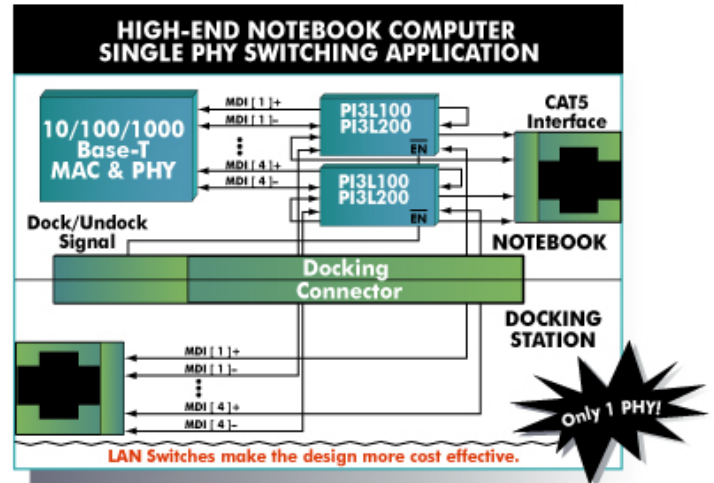 HIGH-END NOTEBOOK COMPUTER
SINGLE PHY SWITCHING APPLICATION
10/100/1000
Base-T
MAC & PHY
MDI [ 1 ]+
MDI [ 1 ]–
MDI [ 4 ]+
MDI [ 4 ]–
PI3L100
PI3L200
EN
PI3L100
PI3L200
EN
CAT5
Interface
Dock/Undock
Signal
NOTEBOOK
Docking
Connector
DOCKING
STATION
MDI [ 1 ]+
MDI [ 1 ]–
MDI [ 4 ]+
MDI [ 4 ]–
Only 1 PHY!
LAN Switches make the design more cost effective.